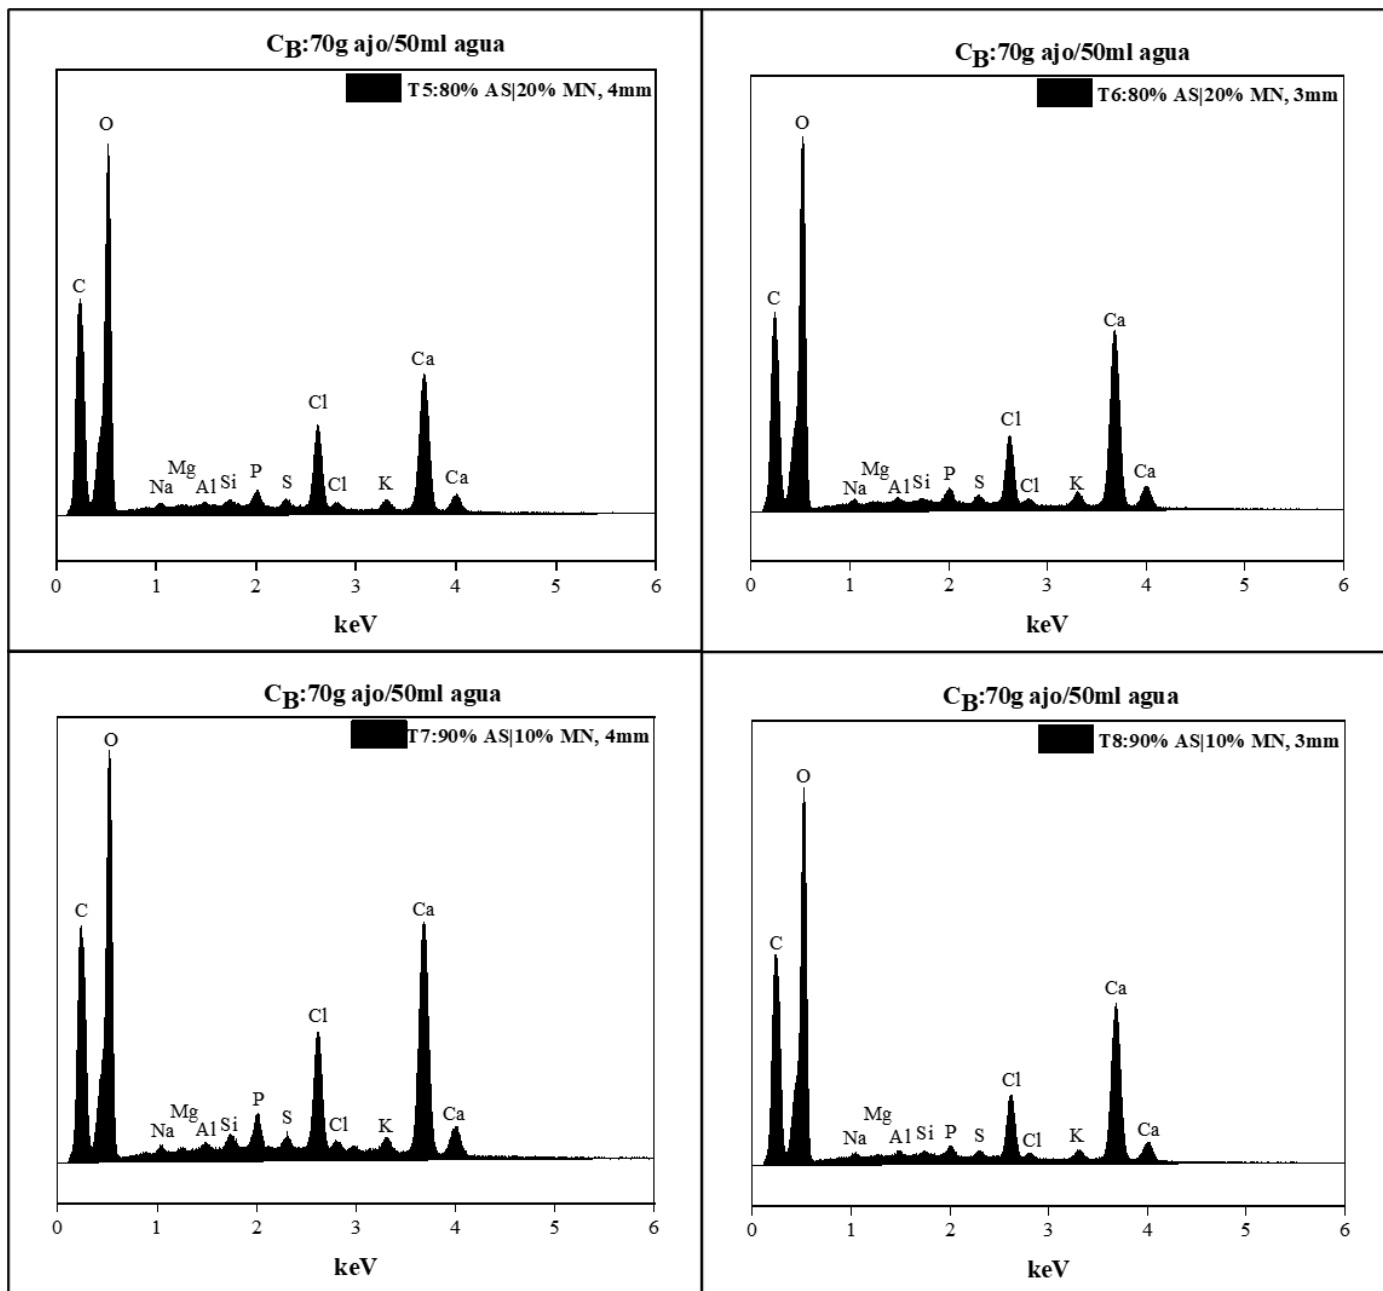 C_B:70g ajo/50ml agua
T5:80% AS|20% MN, 4mm
O
C
Ca
Cl
Na Mg Al Si P S Cl K Ca
0 1 2 3 4 5 6
keV
C_B:70g ajo/50ml agua
T6:80% AS|20% MN, 3mm
O
C
Ca
Cl
Na Mg Al Si P S Cl K Ca
0 1 2 3 4 5 6
keV
C_B:70g ajo/50ml agua
T7:90% AS|10% MN, 4mm
O
C
Ca
Cl
Na Mg Al Si P S Cl K Ca
0 1 2 3 4 5 6
keV
C_B:70g ajo/50ml agua
T8:90% AS|10% MN, 3mm
O
C
Ca
Cl
Na Mg Al Si P S Cl K Ca
0 1 2 3 4 5 6
keV